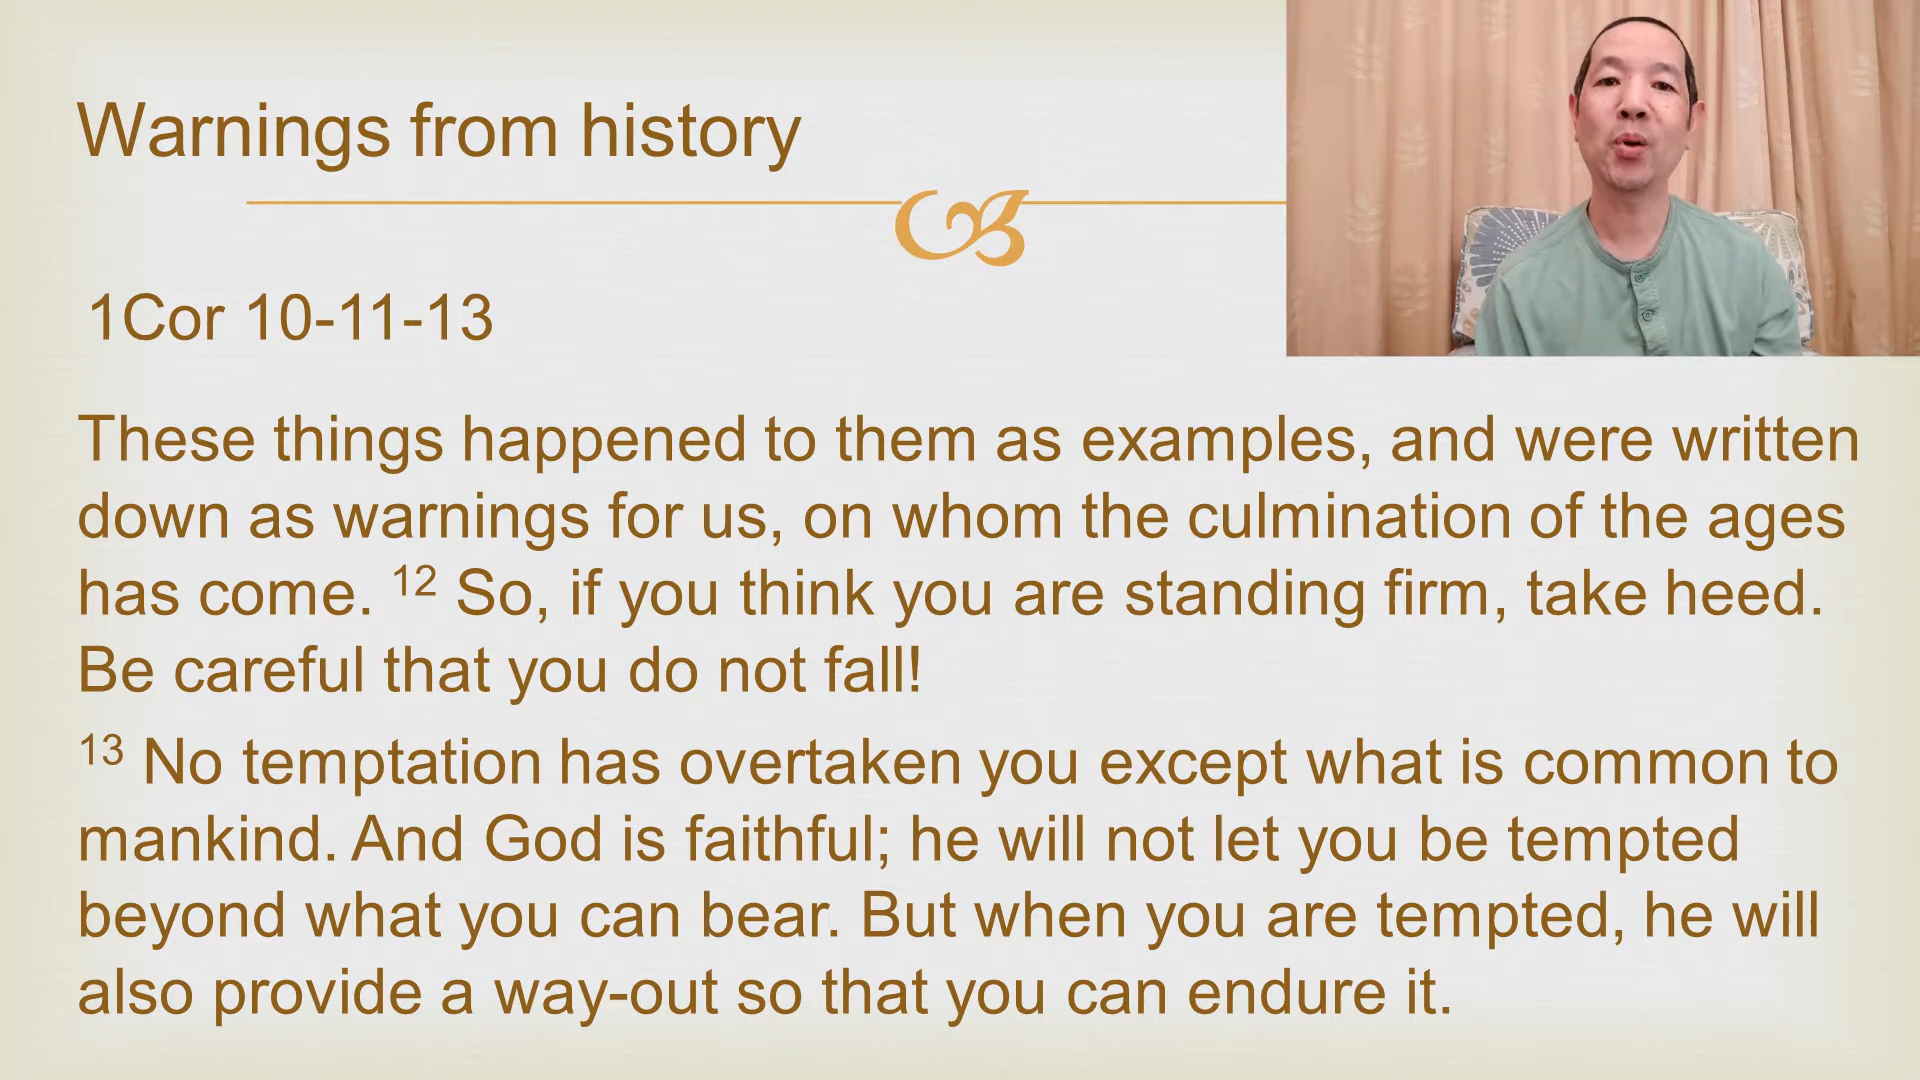 Warnings from history
1Cor 10-11-13
These things happened to them as examples, and were written
down as warnings for us, on whom the culmination of the ages
has come. 12 So, if you think you are standing firm, take heed.
Be careful that you do not fall!
13 No temptation has overtaken you except what is common to
mankind. And God is faithful; he will not let you be tempted
beyond what you can bear. But when you are tempted, he will
also provide a way-out so that you can endure it.